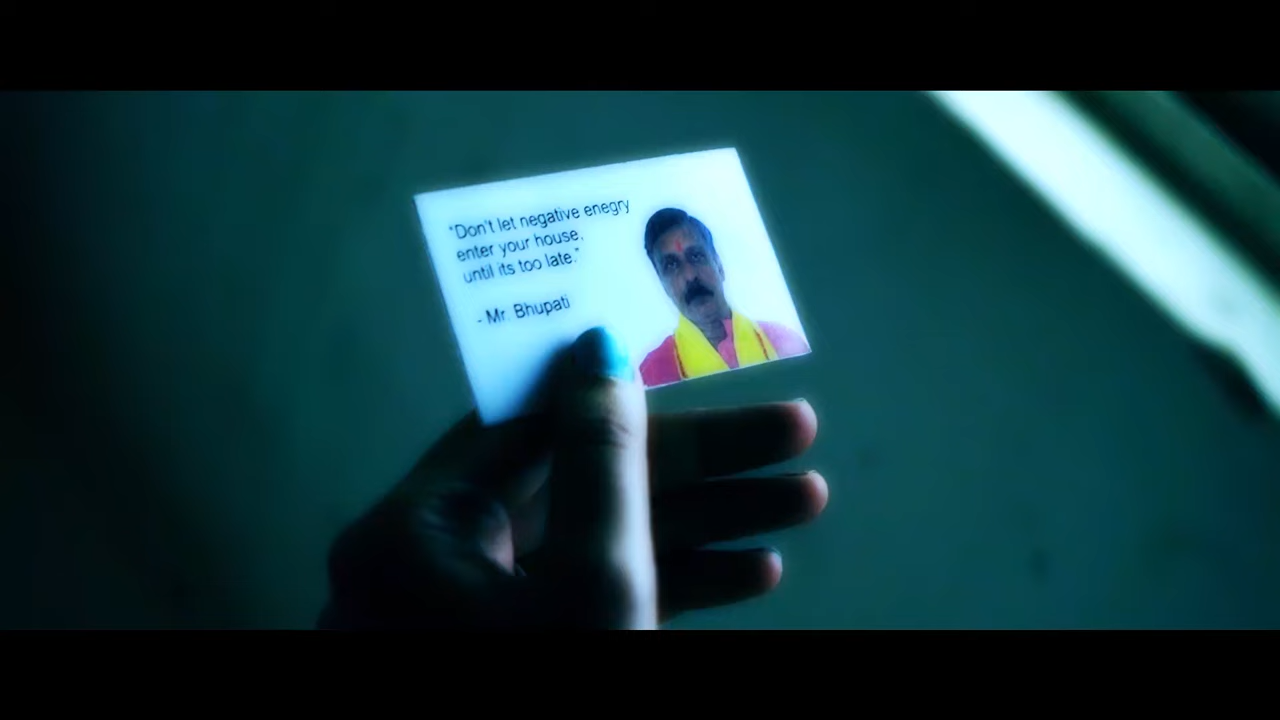 "Don't let negative enegry
enter your house,
until its too late."
- Mr. Bhupati